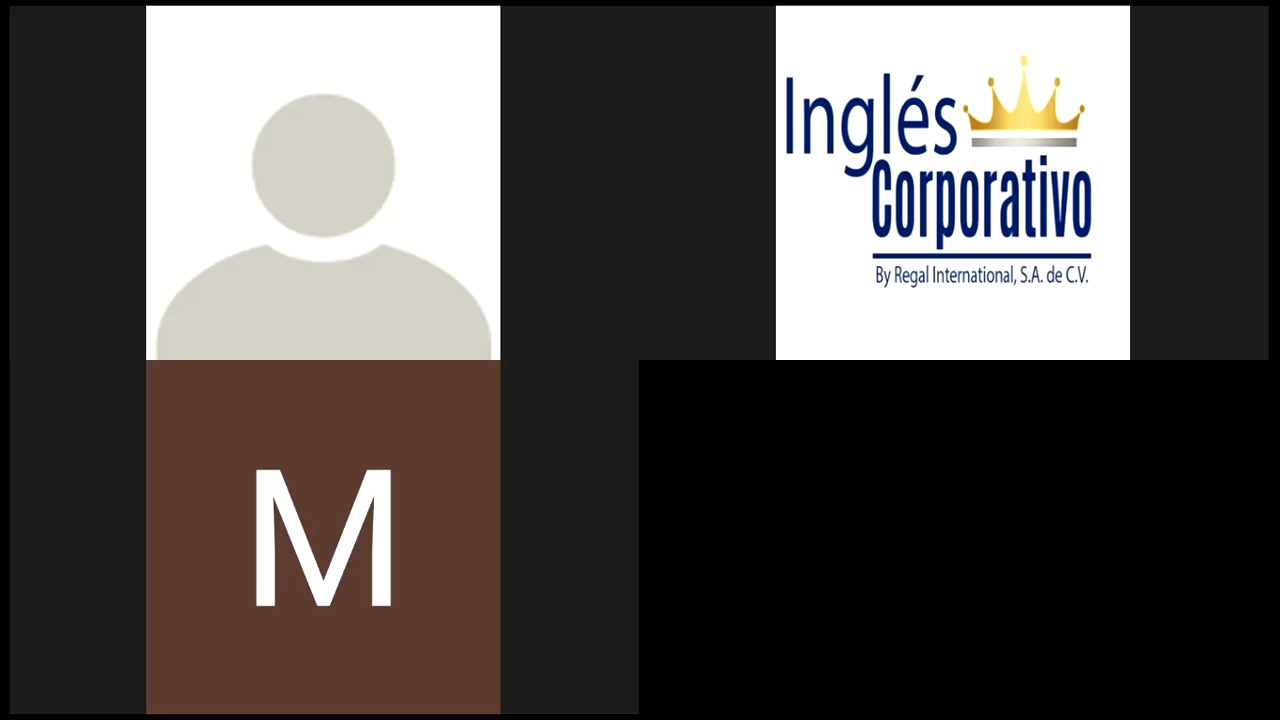 Inglés
Corporativo
By Regal International, S.A. de C.V.
M